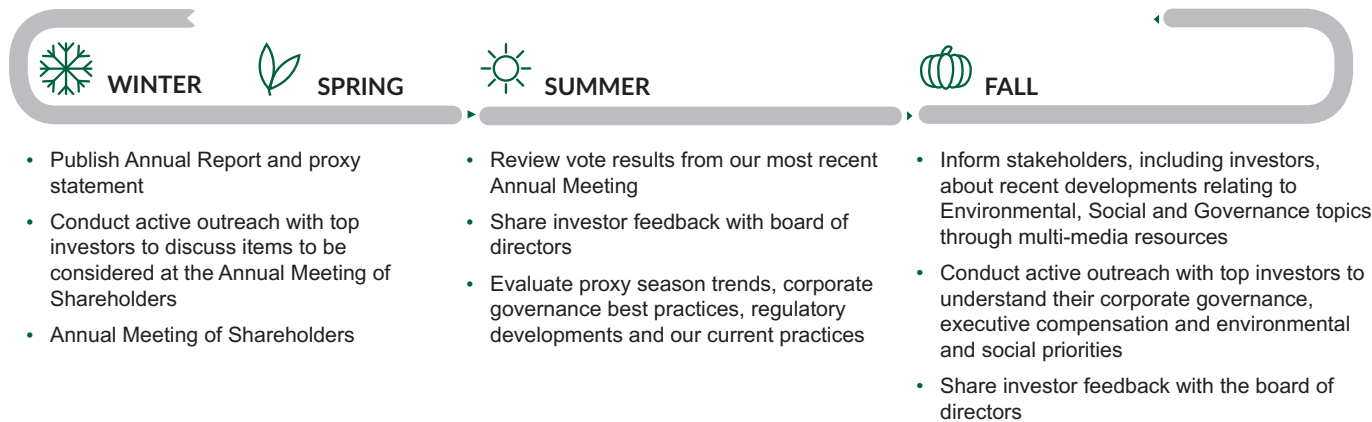 WINTER SPRING
• Publish Annual Report and proxy
statement
• Conduct active outreach with top
investors to discuss items to be
considered at the Annual Meeting of
Shareholders
• Annual Meeting of Shareholders
SUMMER
• Review vote results from our most recent
Annual Meeting
• Share investor feedback with board of
directors
• Evaluate proxy season trends, corporate
governance best practices, regulatory
developments and our current practices
FALL
• Inform stakeholders, including investors,
about recent developments relating to
Environmental, Social and Governance topics
through multi-media resources
• Conduct active outreach with top investors to
understand their corporate governance,
executive compensation and environmental
and social priorities
• Share investor feedback with the board of
directors